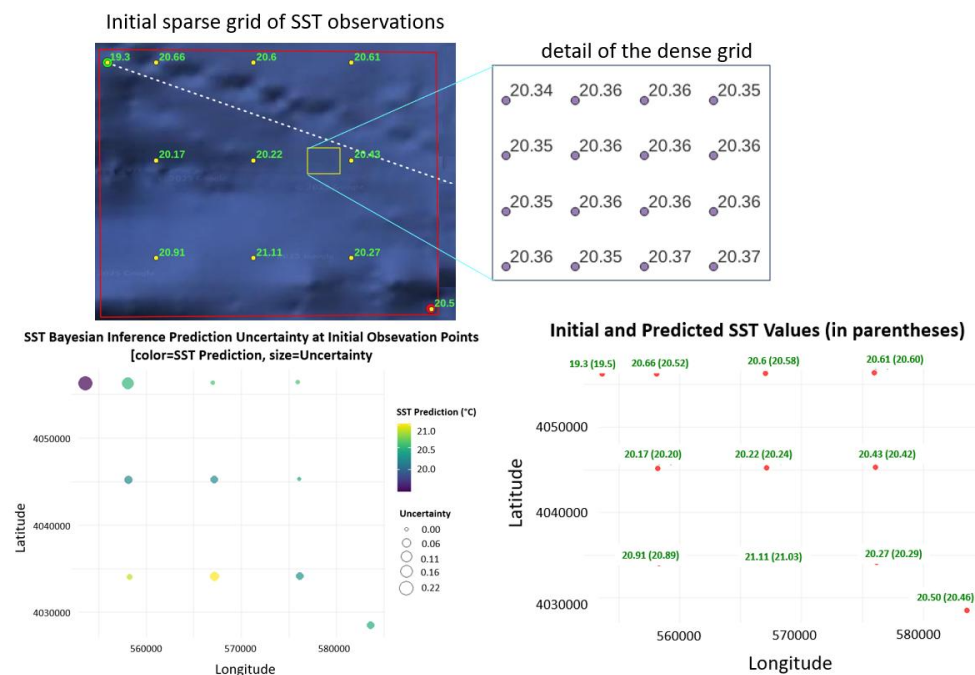 Initial sparse grid of SST observations
19.3 20.66 20.6 20.61
20.17 20.22 20.43
20.91 21.11 20.27
20.5
detail of the dense grid
20.34 20.36 20.36 20.35
20.35 20.36 20.36 20.36
20.35 20.36 20.36 20.36
20.36 20.35 20.37 20.37
SST Bayesian Inference Prediction Uncertainty at Initial Obsevation Points
[color=SST Prediction, size=Uncertainty
Latitude
4050000
4040000
4030000
560000 570000 580000
Longitude
SST Prediction (°C)
21.0
20.5
20.0
Uncertainty
0.00
0.06
0.11
0.16
0.22
Initial and Predicted SST Values (in parentheses)
19.3 (19.5) 20.66 (20.52) 20.6 (20.58) 20.61 (20.60)
4050000
20.17 (20.20) 20.22 (20.24) 20.43 (20.42)
Latitude
4040000
20.91 (20.89) 21.11 (21.03) 20.27 (20.29)
4030000
20.50 (20.46)
560000 570000 580000
Longitude